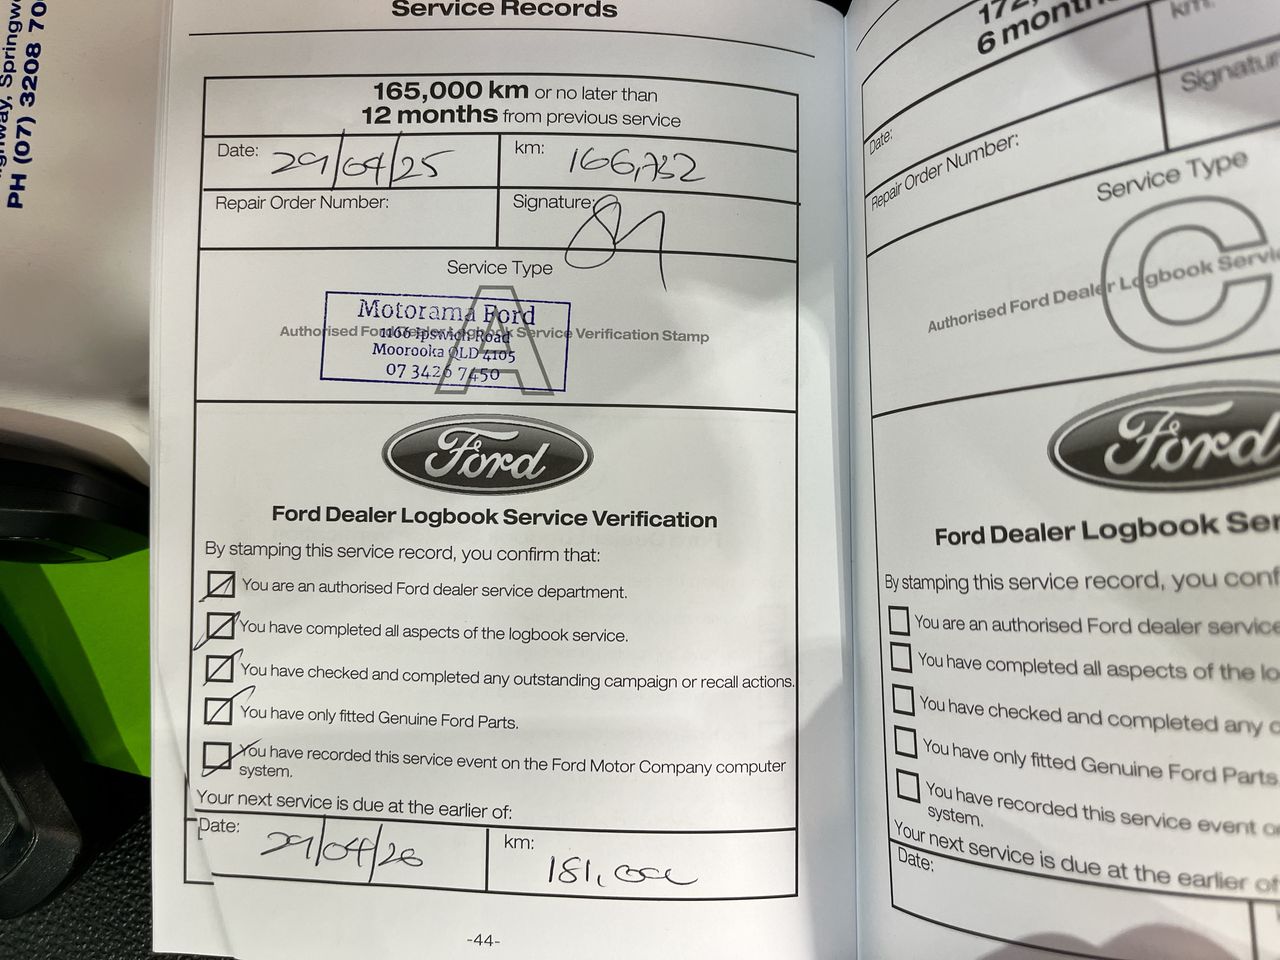 ghway, Springw
PH (07) 3208 70
Service Records
165,000 km or no later than
12 months from previous service
Date: 29/04/25
km: 166,732
Repair Order Number:
Signature:
Service Type
A
Authorised Ford Dealer Logbook Service Verification Stamp
Motorama Ford
1166 Ipswich Road
Moorooka QLD 4105
07 3426 7450
Ford
Ford Dealer Logbook Service Verification
By stamping this service record, you confirm that:
You are an authorised Ford dealer service department.
You have completed all aspects of the logbook service.
You have checked and completed any outstanding campaign or recall actions.
You have only fitted Genuine Ford Parts.
You have recorded this service event on the Ford Motor Company computer
system.
Your next service is due at the earlier of:
Date: 29/04/26
km: 181,000
-44-
172,
6 month
km:
Date:
Signatur
Repair Order Number:
Service Type
C
Authorised Ford Dealer Logbook Servi
Ford
Ford Dealer Logbook Ser
By stamping this service record, you conf
You are an authorised Ford dealer service
You have completed all aspects of the lo
You have checked and completed any o
You have only fitted Genuine Ford Parts
You have recorded this service event o
system.
Your next service is due at the earlier of
Date: